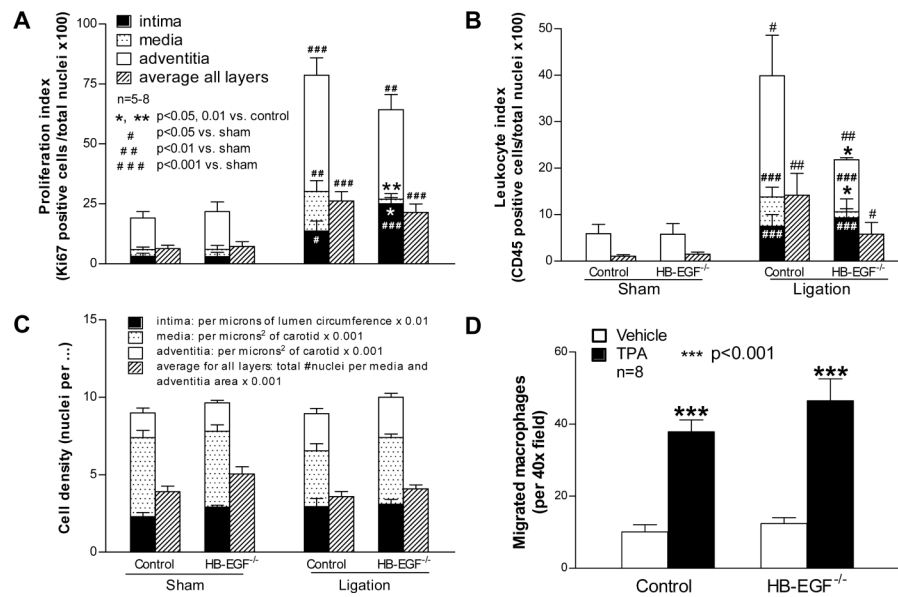 A
Proliferation index
(Ki67 positive cells/total nuclei x100)
100
75
50
25
0
intima
media
adventitia
average all layers
n=5-8
*, ** p<0.05, 0.01 vs. control
# p<0.05 vs. sham
## p<0.01 vs. sham
### p<0.001 vs. sham
###
##
#
###
##
**
*
###
###
B
Leukocyte index
(CD45 positive cells/total nuclei x100)
50
40
30
20
10
0
#
###
###
##
##
*
###
*
###
#
Control
HB-EGF-/-
Control
HB-EGF-/-
Sham
Ligation
C
Cell density (nuclei per ...)
15
10
5
0
intima: per microns of lumen circumference x 0.01
media: per microns2 of carotid x 0.001
adventitia: per microns2 of carotid x 0.001
average for all layers: total #nuclei per media and
adventitia area x 0.001
Control
HB-EGF-/-
Control
HB-EGF-/-
Sham
Ligation
D
Migrated macrophages
(per 40x field)
60
40
20
0
Vehicle
TPA
n=8
*** p<0.001
***
***
Control
HB-EGF-/-